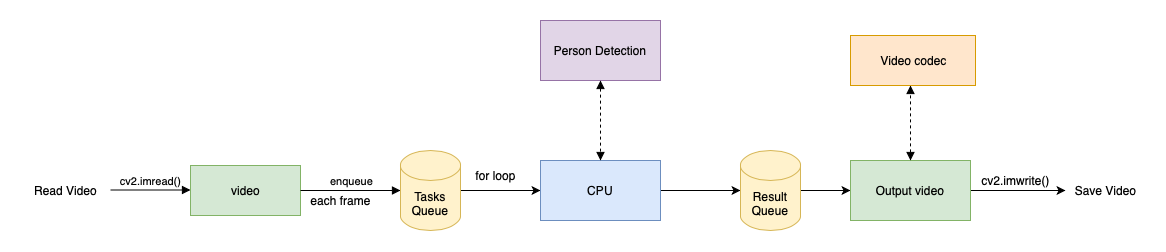 Person Detection
Video codec
Read Video
cv2.imread()
video
enqueue
each frame
Tasks
Queue
for loop
CPU
Result
Queue
Output video
cv2.imwrite()
Save Video